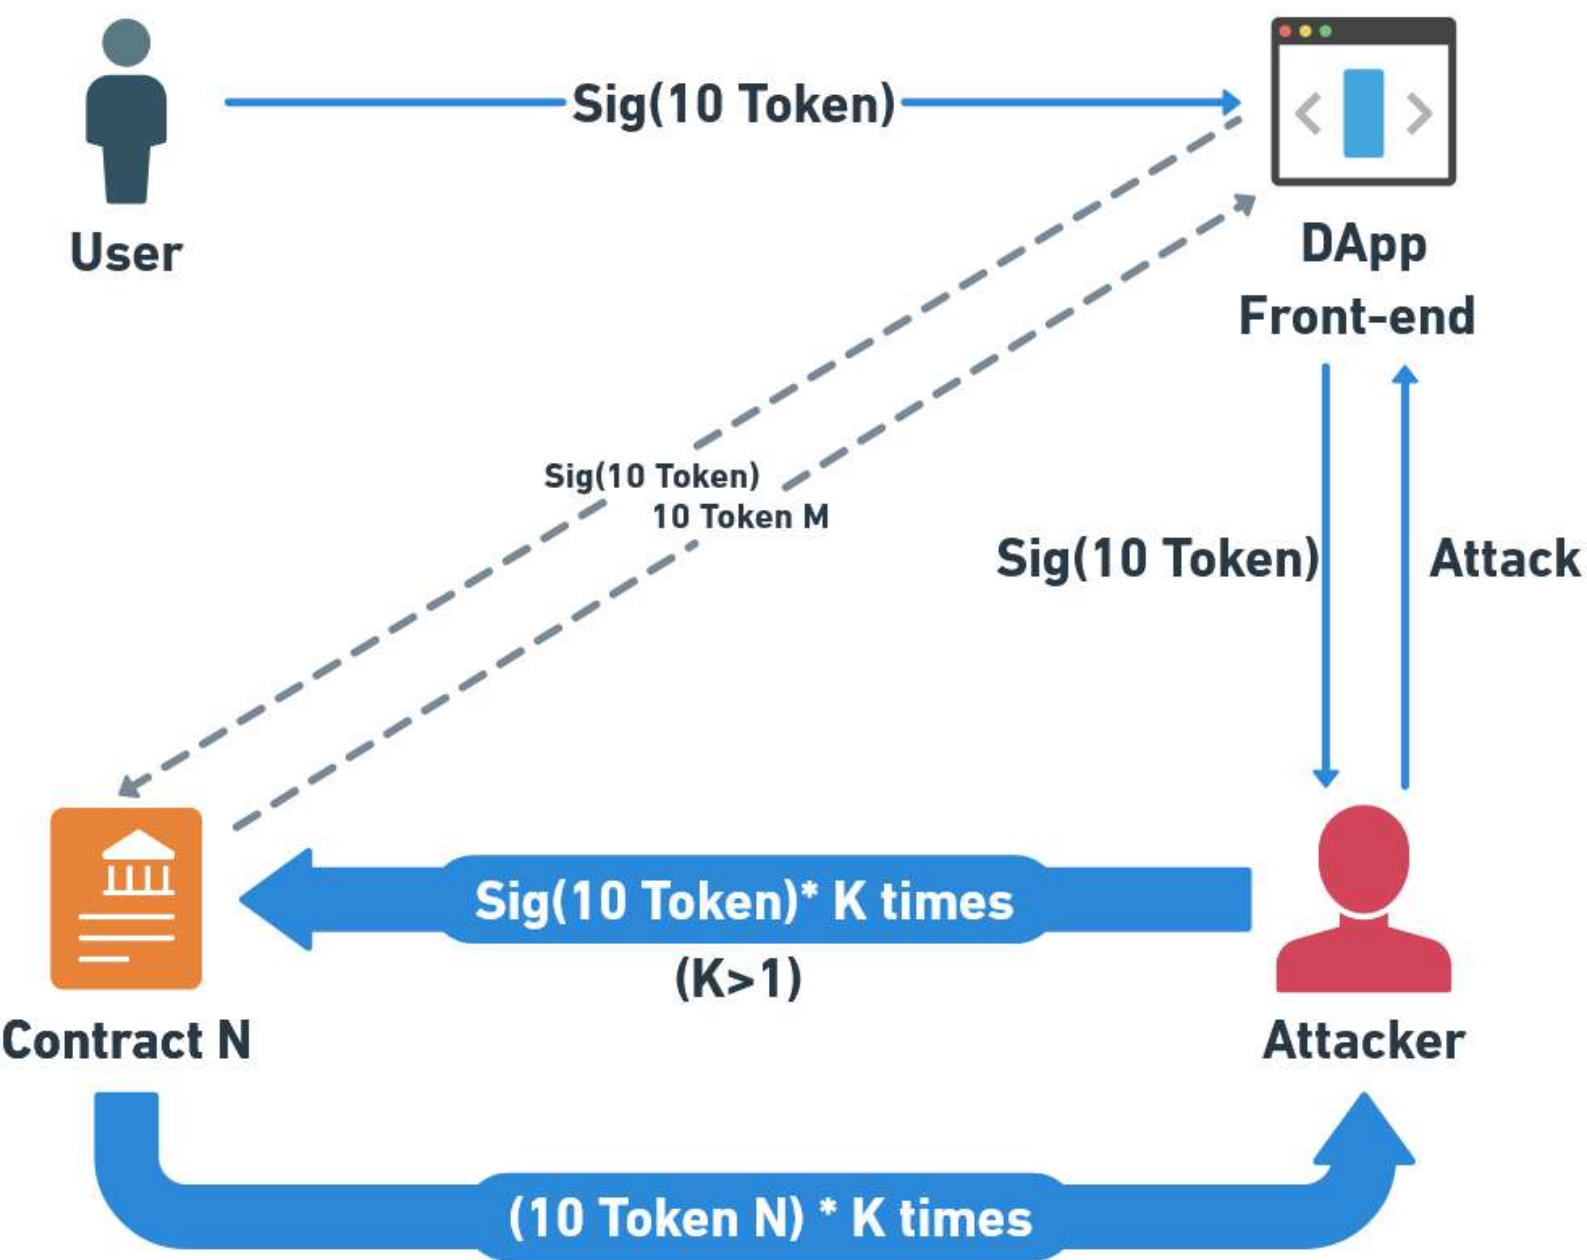 Sig(10 Token)
User
DApp
Front-end
Sig(10 Token)
10 Token M
Sig(10 Token)
Attack
Sig(10 Token)* K times
(K>1)
Contract N
Attacker
(10 Token N) * K times